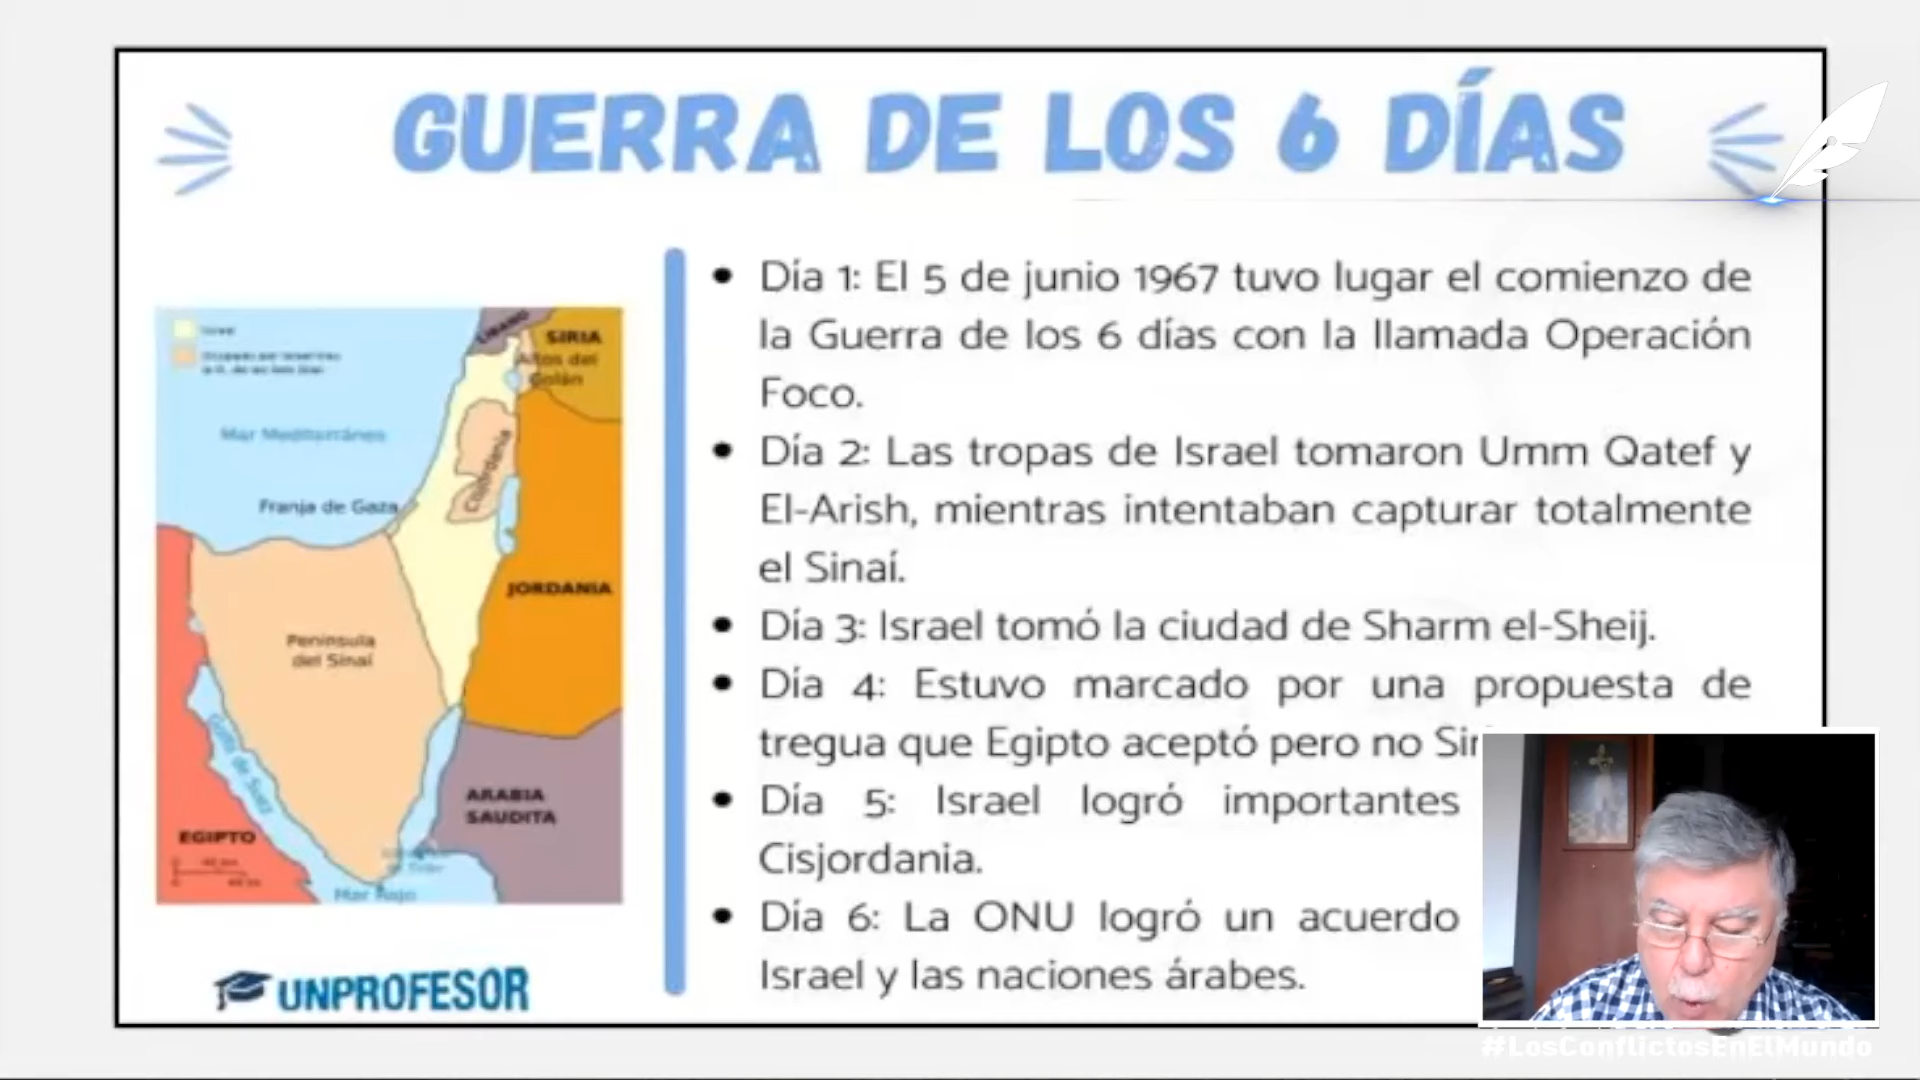 GUERRA DE LOS 6 DÍAS
Día 1: El 5 de junio 1967 tuvo lugar el comienzo de
la Guerra de los 6 días con la llamada Operación
Foco.
Día 2: Las tropas de Israel tomaron Umm Qatef y
El-Arish, mientras intentaban capturar totalmente
el Sinaí.
Día 3: Israel tomó la ciudad de Sharm el-Sheij.
Día 4: Estuvo marcado por una propuesta de
tregua que Egipto aceptó pero no
Día 5: Israel logró importantes
Cisjordania.
Día 6: La ONU logró un acuerdo
Israel y las naciones árabes.
Israel
LÍBANO
SIRIA
Altos del
Golán
Mar Mediterráneo
Cisjordania
Franja de Gaza
JORDANIA
Península
del Sinaí
Golfo de Suez
ARABIA
SAUDITA
EGIPTO
Mar Rojo
UNPROFESOR
#LosConflictosEnElMundo